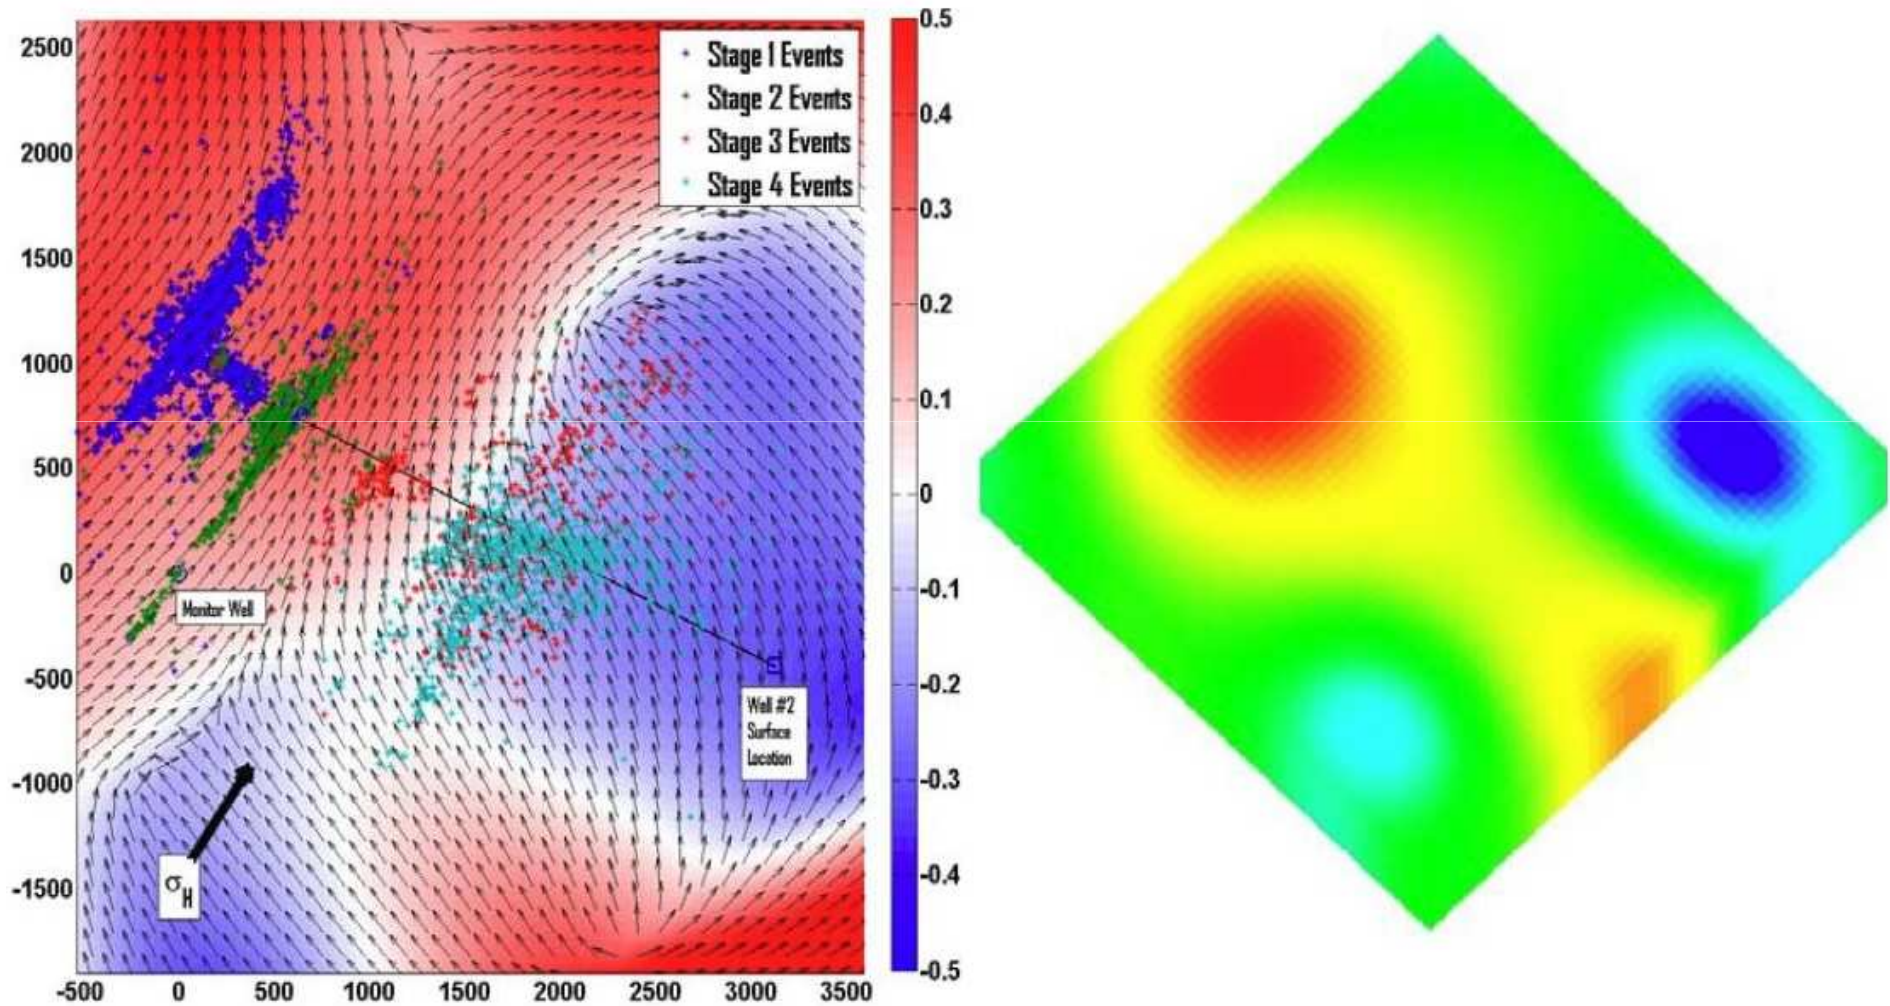 2500
2000
1500
1000
500
0
-500
-1000
-1500
-500 0 500 1000 1500 2000 2500 3000 3500
Stage 1 Events
Stage 2 Events
Stage 3 Events
Stage 4 Events
Monitor Well
Well #2
Surface
Location
σH
0.5
0.4
0.3
0.2
0.1
0
-0.1
-0.2
-0.3
-0.4
-0.5